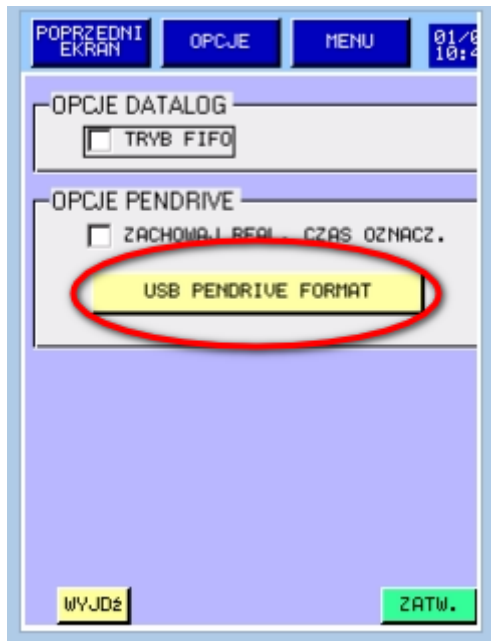 POPRZEDNI
EKRAN
OPCJE
MENU
OPCJE DATALOG
TRYB FIFO
OPCJE PENDRIVE
ZACHOWAJ REAL. CZAS OZNACZ.
USB PENDRIVE FORMAT
WYJDź
ZATW.